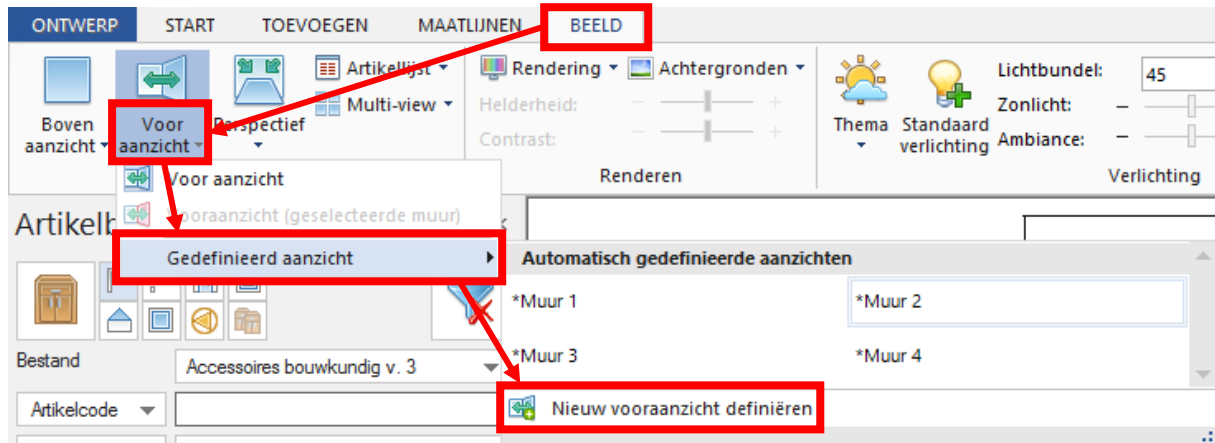 ONTWERP START TOEVOEGEN MAATLIJNEN BEELD
Boven aanzicht
Voor aanzicht
Perspectief
Artikellijst
Multi-view
Rendering Achtergronden
Helderheid:
Contrast:
Renderen
Thema
Standaard verlichting
Lichtbundel: 45
Zonlicht:
Ambiance:
Verlichting
Voor aanzicht
Vooraanzicht (geselecteerde muur)
Gedefinieerd aanzicht
Automatisch gedefinieerde aanzichten
*Muur 1 *Muur 2
*Muur 3 *Muur 4
Nieuw vooraanzicht definiëren
Bestand Accessoires bouwkundig v. 3
Artikelcode